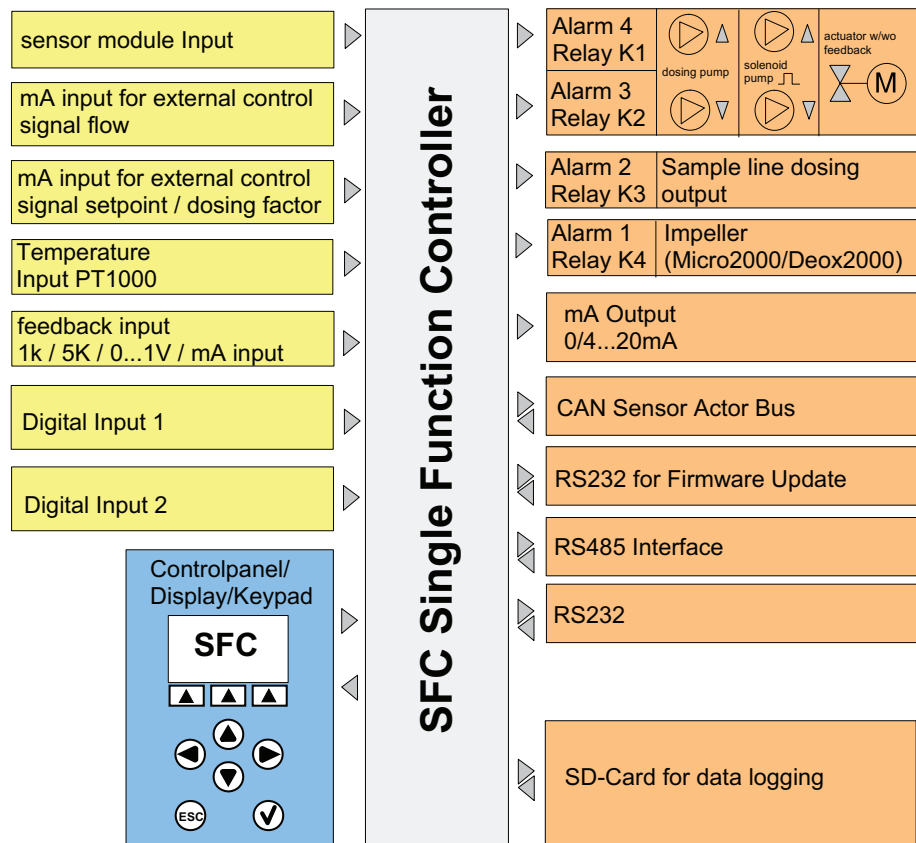 sensor module Input
mA input for external control
signal flow
mA input for external control
signal setpoint / dosing factor
Temperature
Input PT1000
feedback input
1k / 5K / 0...1V / mA input
Digital Input 1
Digital Input 2
Controlpanel/
Display/Keypad
SFC
ESC
SFC Single Function Controller
Alarm 4
Relay K1
Alarm 3
Relay K2
dosing pump
solenoid
pump
actuator w/wo
feedback
M
Alarm 2
Relay K3
Sample line dosing
output
Alarm 1
Relay K4
Impeller
(Micro2000/Deox2000)
mA Output
0/4...20mA
CAN Sensor Actor Bus
RS232 for Firmware Update
RS485 Interface
RS232
SD-Card for data logging